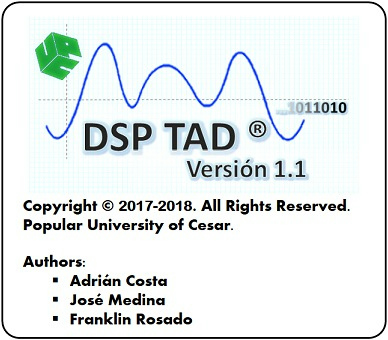 ...1011010
DSP TAD ®
Versión 1.1
Copyright © 2017-2018. All Rights Reserved.
Popular University of Cesar.
Authors:
▪ Adrián Costa
▪ José Medina
▪ Franklin Rosado